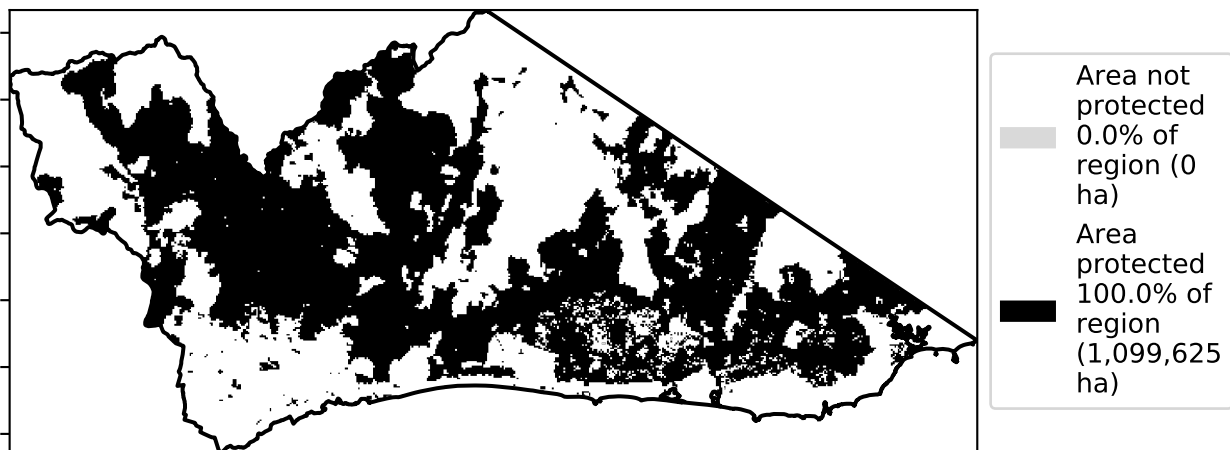 Area not
protected
0.0% of
region (0
ha)
Area
protected
100.0% of
region
(1,099,625
ha)